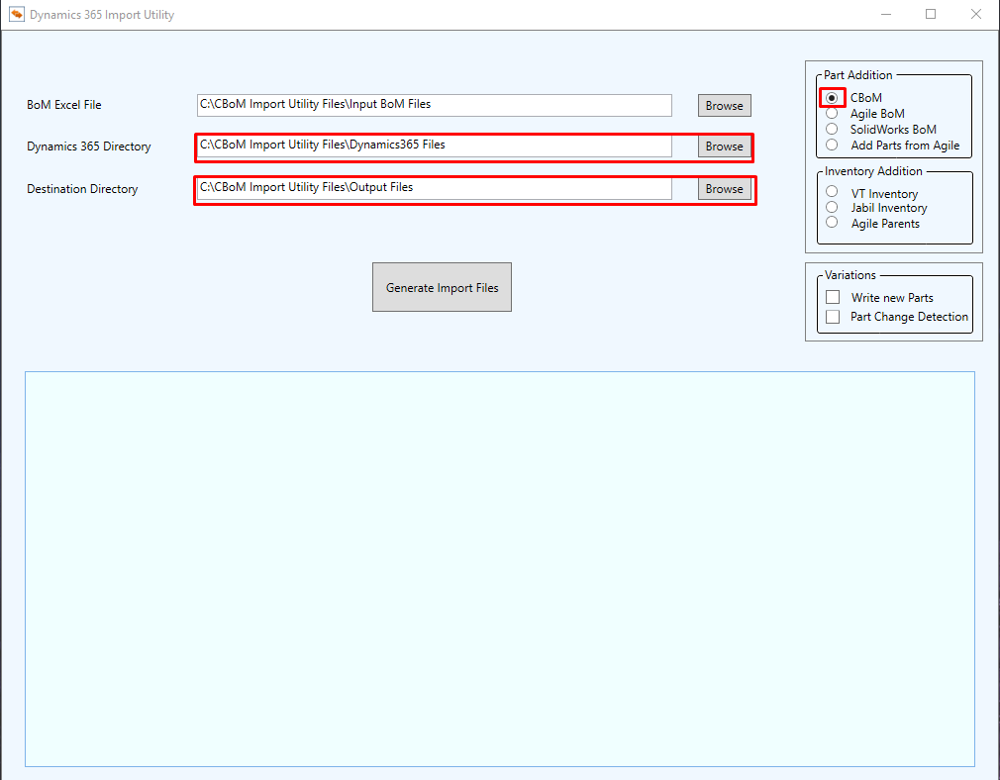 Dynamics 365 Import Utility
BoM Excel File
C:\CBoM Import Utility Files\Input BoM Files
Browse
Dynamics 365 Directory
C:\CBoM Import Utility Files\Dynamics365 Files
Browse
Destination Directory
C:\CBoM Import Utility Files\Output Files
Browse
Generate Import Files
Part Addition
CBoM
Agile BoM
SolidWorks BoM
Add Parts from Agile
Inventory Addition
VT Inventory
Jabil Inventory
Agile Parents
Variations
Write new Parts
Part Change Detection